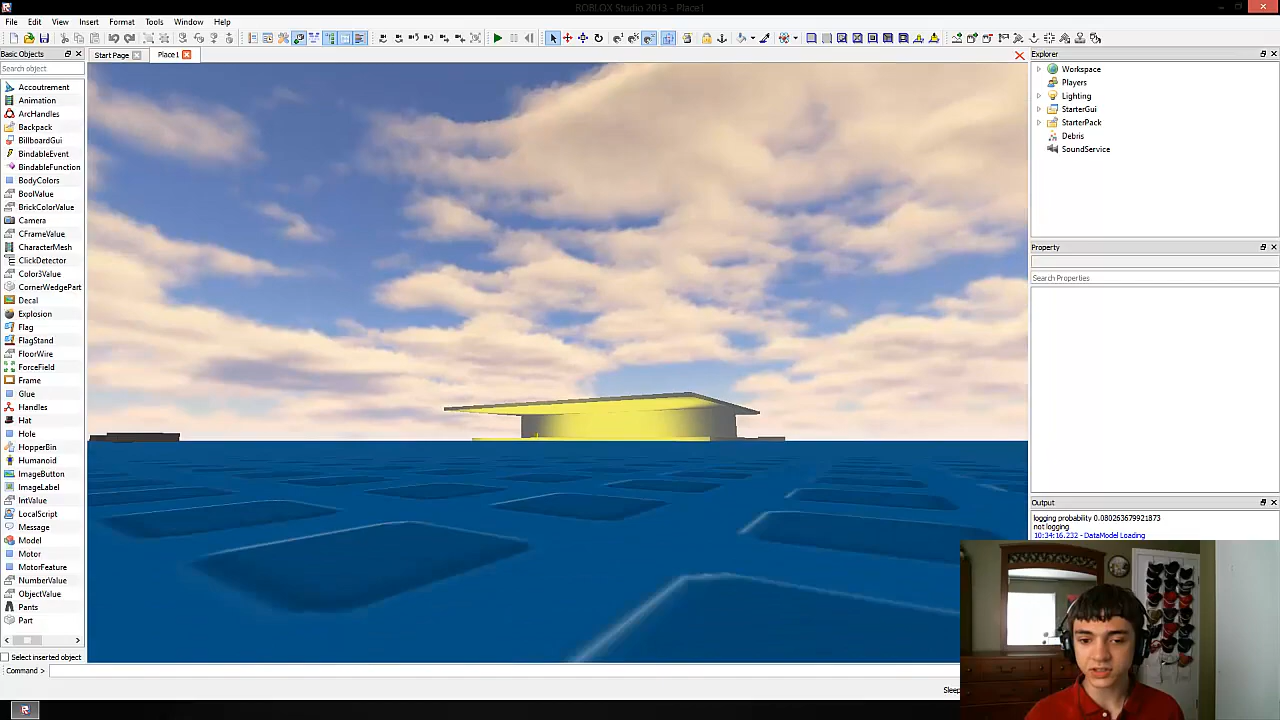 ROBLOX Studio 2013 - Place1
File Edit View Insert Format Tools Window Help
Basic Objects
Start Page
Place1
Search object
Accoutrement
Animation
ArcHandles
Backpack
BillboardGui
BindableEvent
BindableFunction
BodyColors
BoolValue
BrickColorValue
Camera
CFrameValue
CharacterMesh
ClickDetector
Color3Value
CornerWedgePart
Decal
Explosion
Flag
FlagStand
FloorWire
ForceField
Frame
Glue
Handles
Hat
Hole
HopperBin
Humanoid
ImageButton
ImageLabel
IntValue
LocalScript
Message
Model
Motor
MotorFeature
NumberValue
ObjectValue
Pants
Part
Select inserted object
Command >
Explorer
Workspace
Players
Lighting
StarterGui
StarterPack
Debris
SoundService
Property
Search Properties
Output
logging probability 0.080263679921873
not logging
10:34:16.232 - DataModel Loading
Sleep